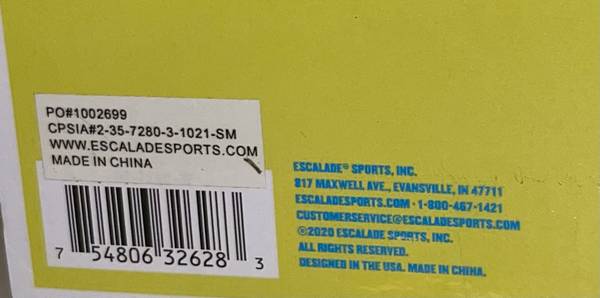 PO#1002699
CPSIA#2-35-7280-3-1021-SM
WWW.ESCALADESPORTS.COM
MADE IN CHINA
7 54806 32628 3
ESCALADE® SPORTS, INC.
817 MAXWELL AVE., EVANSVILLE, IN 47711
ESCALADESPORTS.COM · 1-800-467-1421
CUSTOMERSERVICE@ESCALADESPORTS.COM
©2020 ESCALADE SPORTS, INC.
ALL RIGHTS RESERVED.
DESIGNED IN THE USA. MADE IN CHINA.